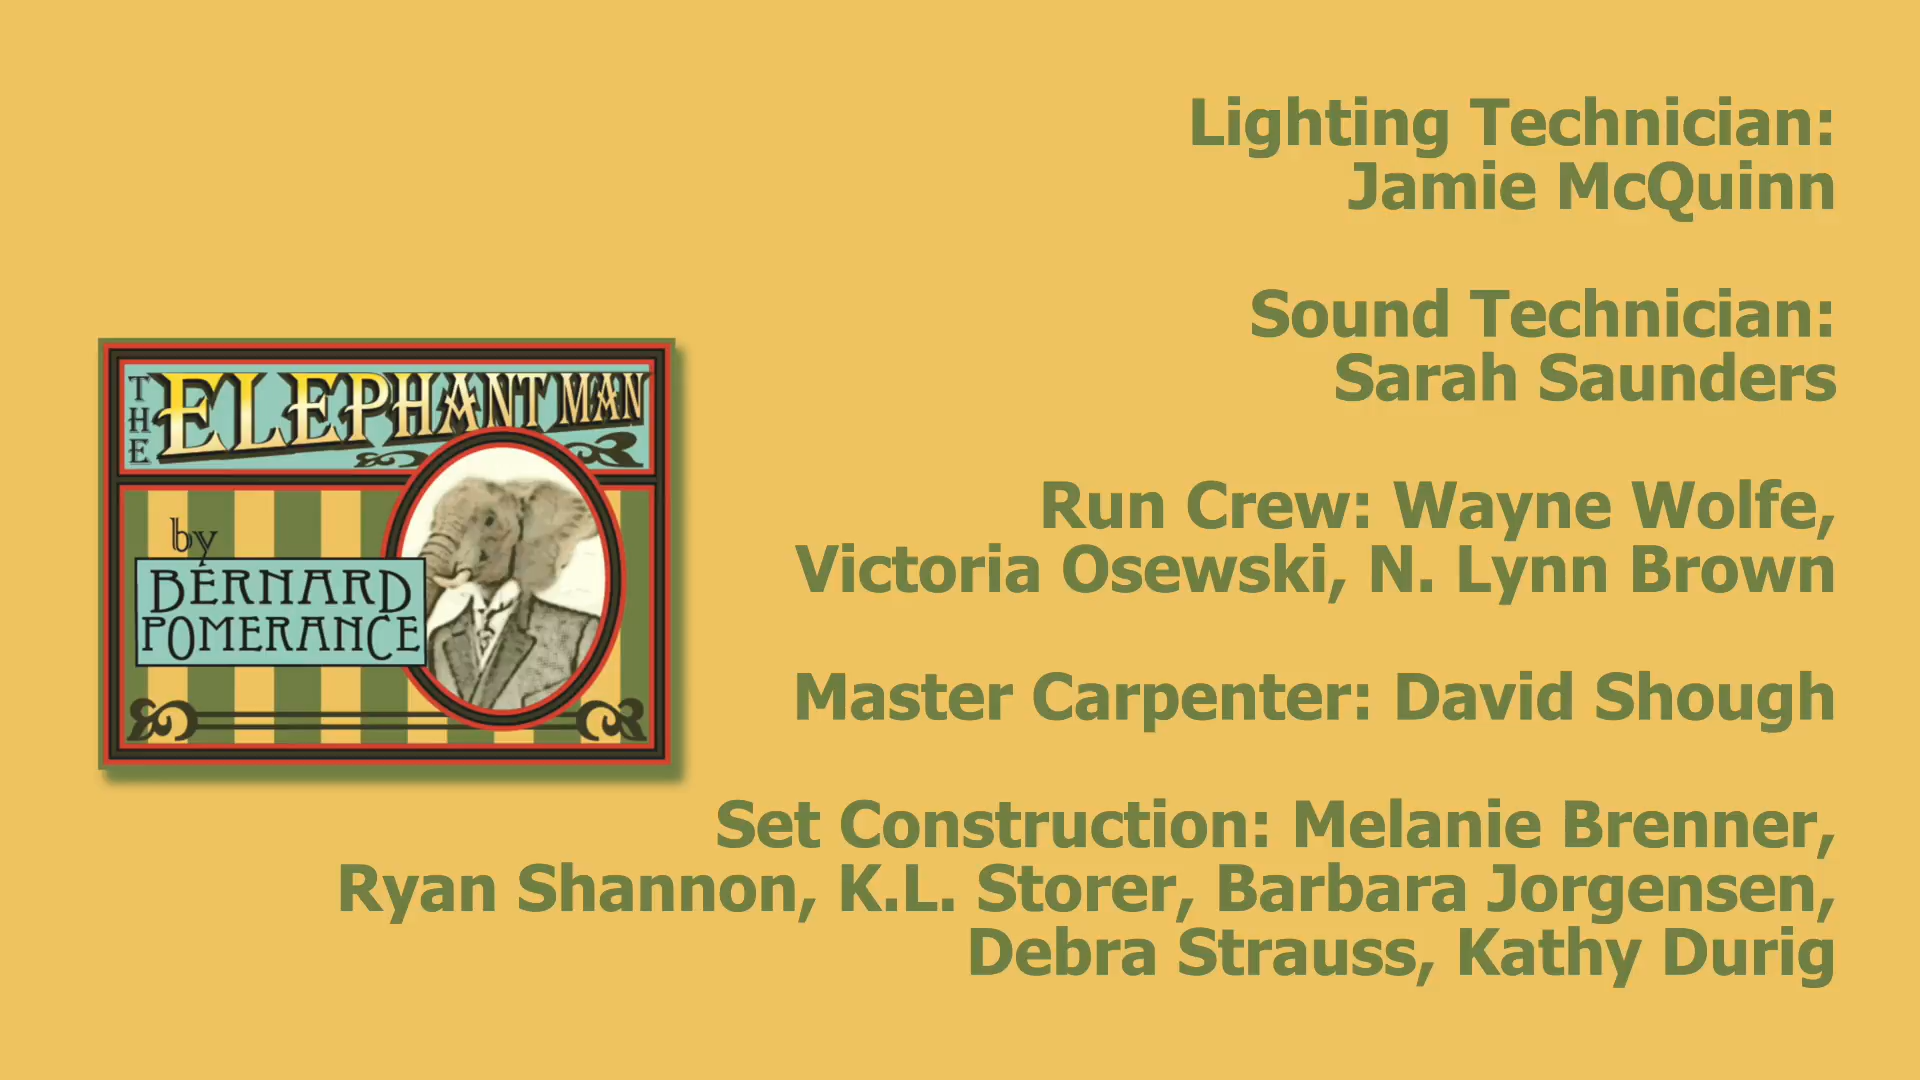 THE ELEPHANT MAN
by
BERNARD
POMERANCE
Lighting Technician:
Jamie McQuinn
Sound Technician:
Sarah Saunders
Run Crew: Wayne Wolfe,
Victoria Osewski, N. Lynn Brown
Master Carpenter: David Shough
Set Construction: Melanie Brenner,
Ryan Shannon, K.L. Storer, Barbara Jorgensen,
Debra Strauss, Kathy Durig